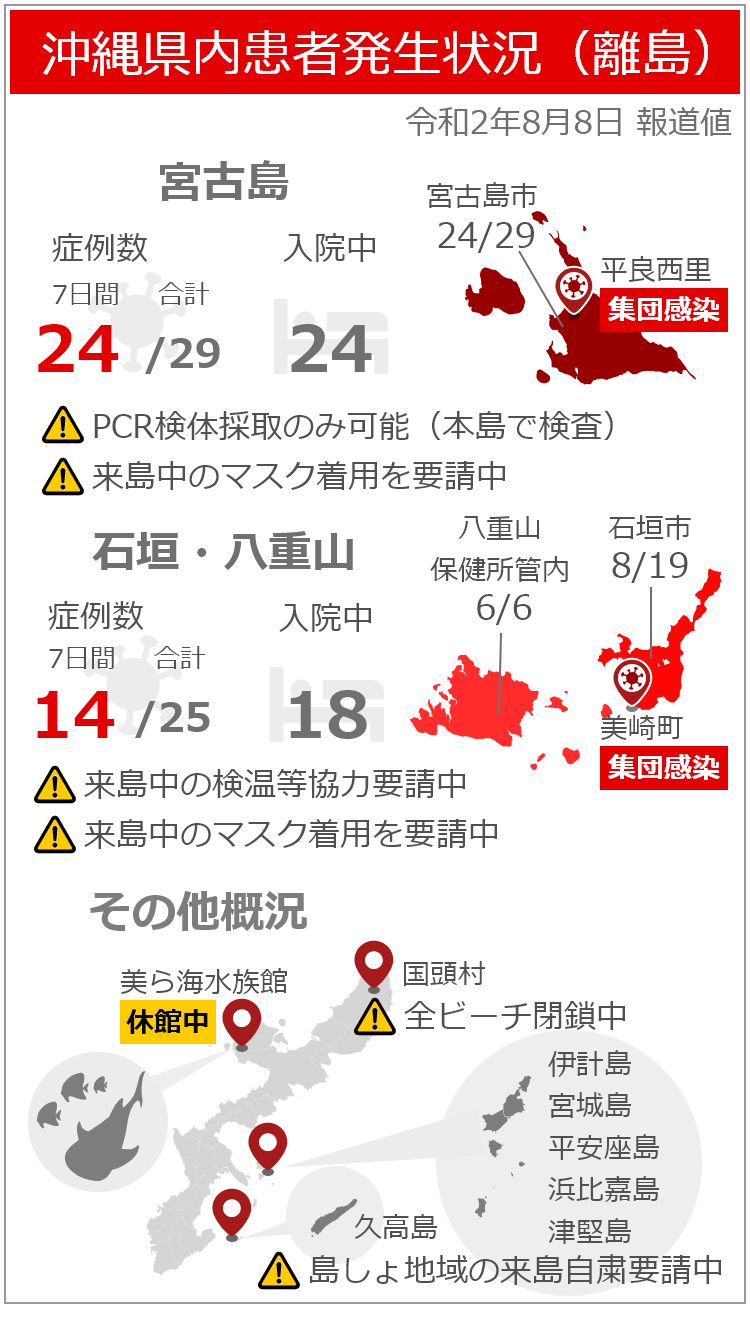 沖縄県内患者発生状況（離島）
令和2年8月8日 報道値
宮古島
症例数
入院中
7日間
合計
24
/29
24
宮古島市
24/29
平良西里
集団感染
PCR検体採取のみ可能（本島で検査）
来島中のマスク着用を要請中
石垣・八重山
症例数
入院中
7日間
合計
14
/25
18
八重山
保健所管内
6/6
石垣市
8/19
美崎町
集団感染
来島中の検温等協力要請中
来島中のマスク着用を要請中
その他概況
美ら海水族館
休館中
国頭村
全ビーチ閉鎖中
伊計島
宮城島
平安座島
浜比嘉島
津堅島
久高島
島しょ地域の来島自粛要請中